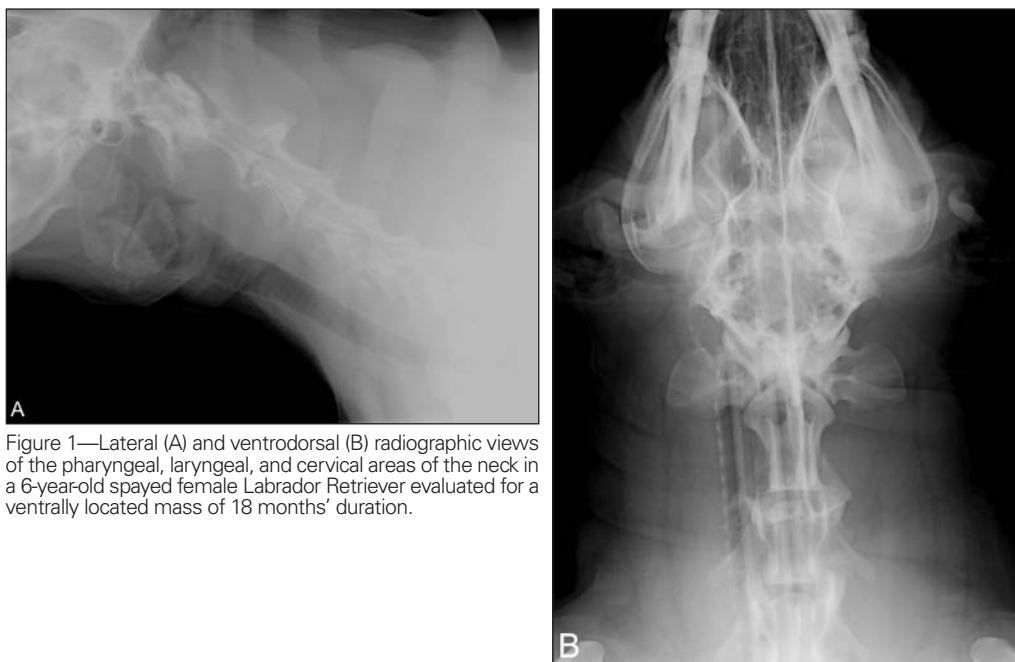 A
Figure 1—Lateral (A) and ventrodorsal (B) radiographic views
of the pharyngeal, laryngeal, and cervical areas of the neck in
a 6-year-old spayed female Labrador Retriever evaluated for a
ventrally located mass of 18 months’ duration.
B